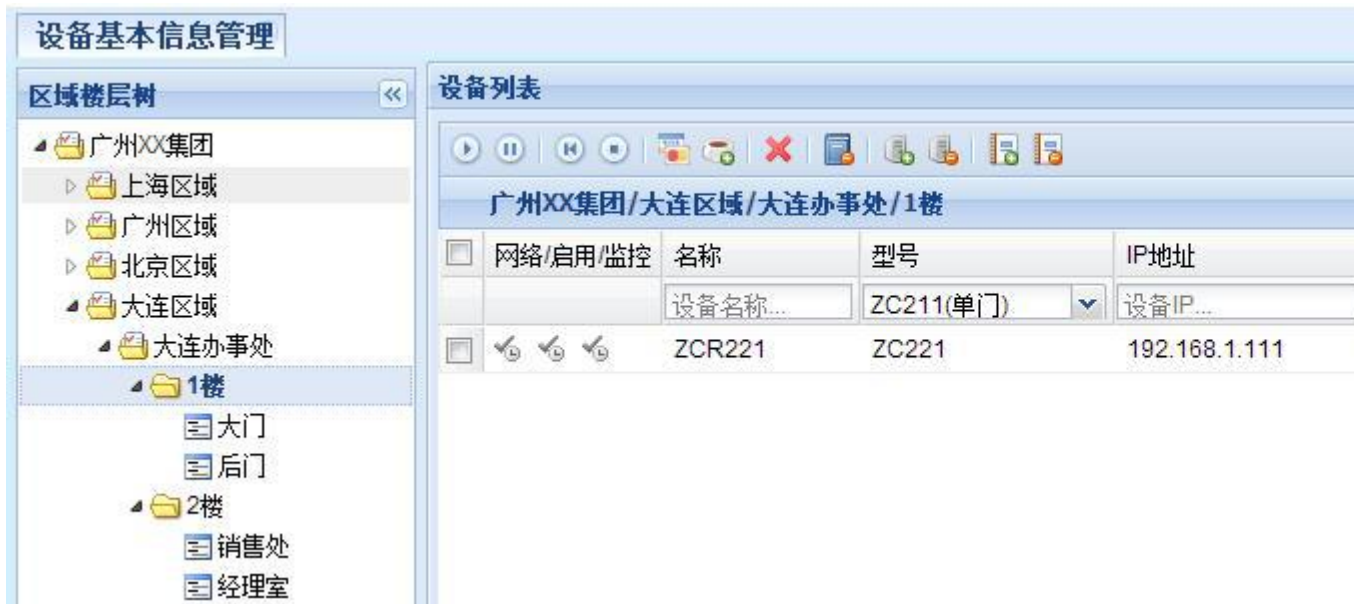 设备基本信息管理
区域楼层树
广州XX集团
上海区域
广州区域
北京区域
大连区域
大连办事处
1楼
大门
后门
2楼
销售处
经理室
设备列表
广州XX集团/大连区域/大连办事处/1楼
网络/启用/监控 名称 型号 IP地址
设备名称... ZC211(单门) 设备IP...
ZCR221 ZC221 192.168.1.111